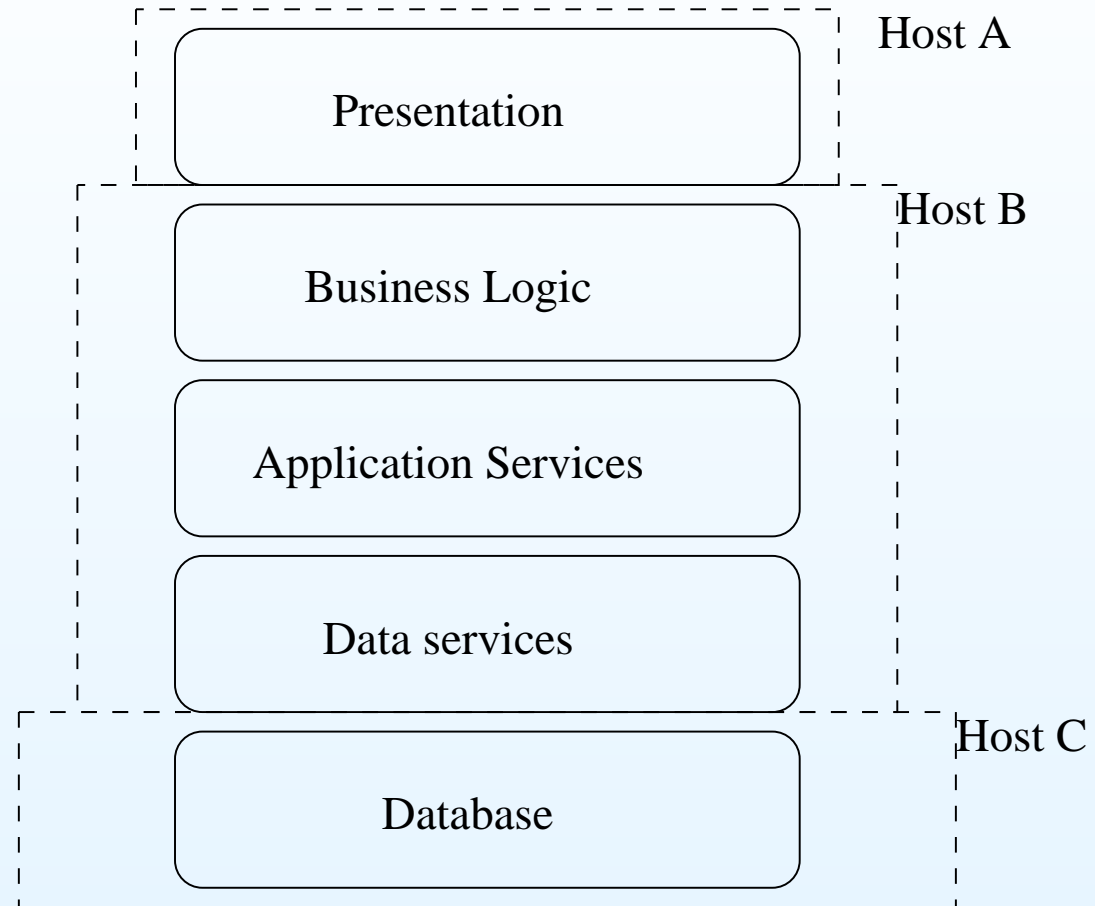 Host A
Presentation
Host B
Business Logic
Application Services
Data services
Host C
Database